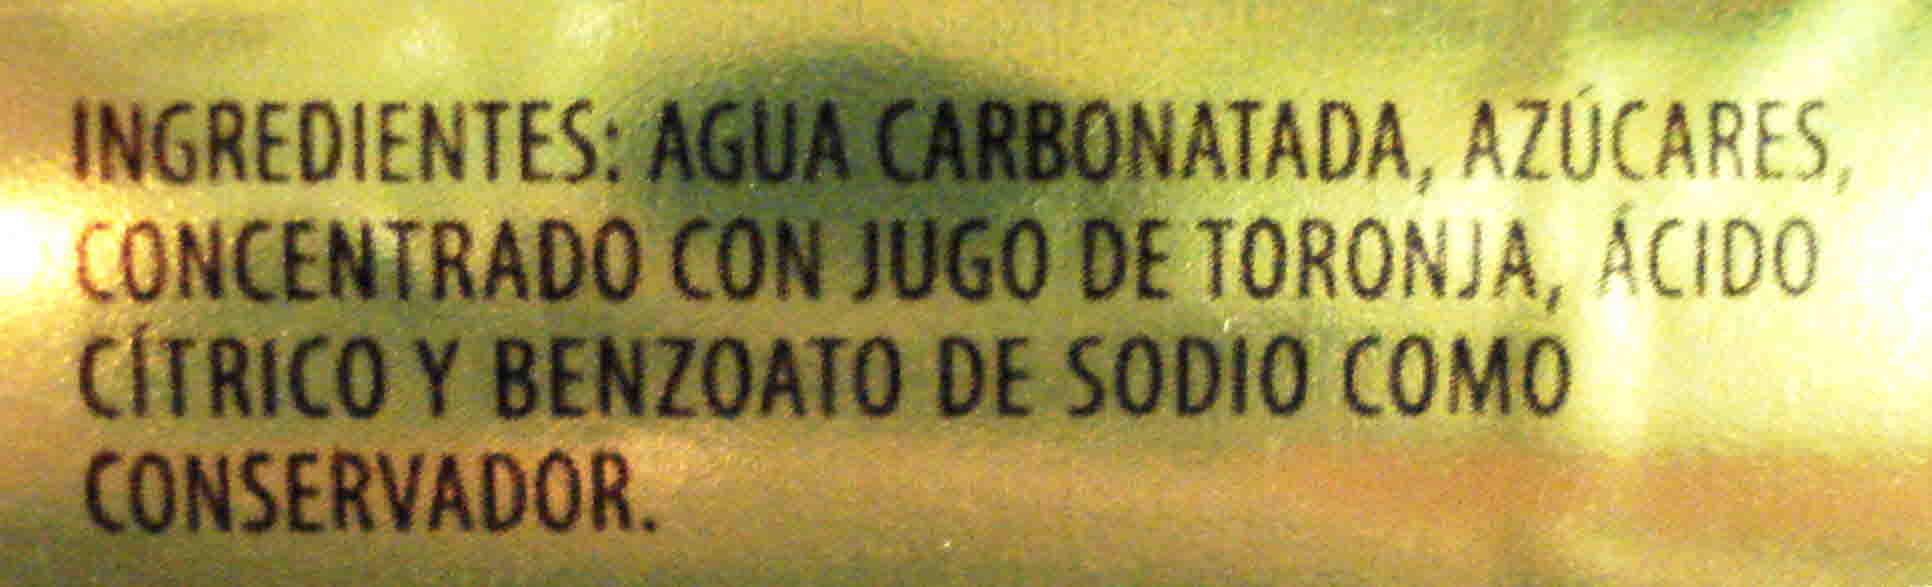 INGREDIENTES: AGUA CARBONATADA, AZÚCARES,
CONCENTRADO CON JUGO DE TORONJA, ÁCIDO
CÍTRICO Y BENZOATO DE SODIO COMO
CONSERVADOR.